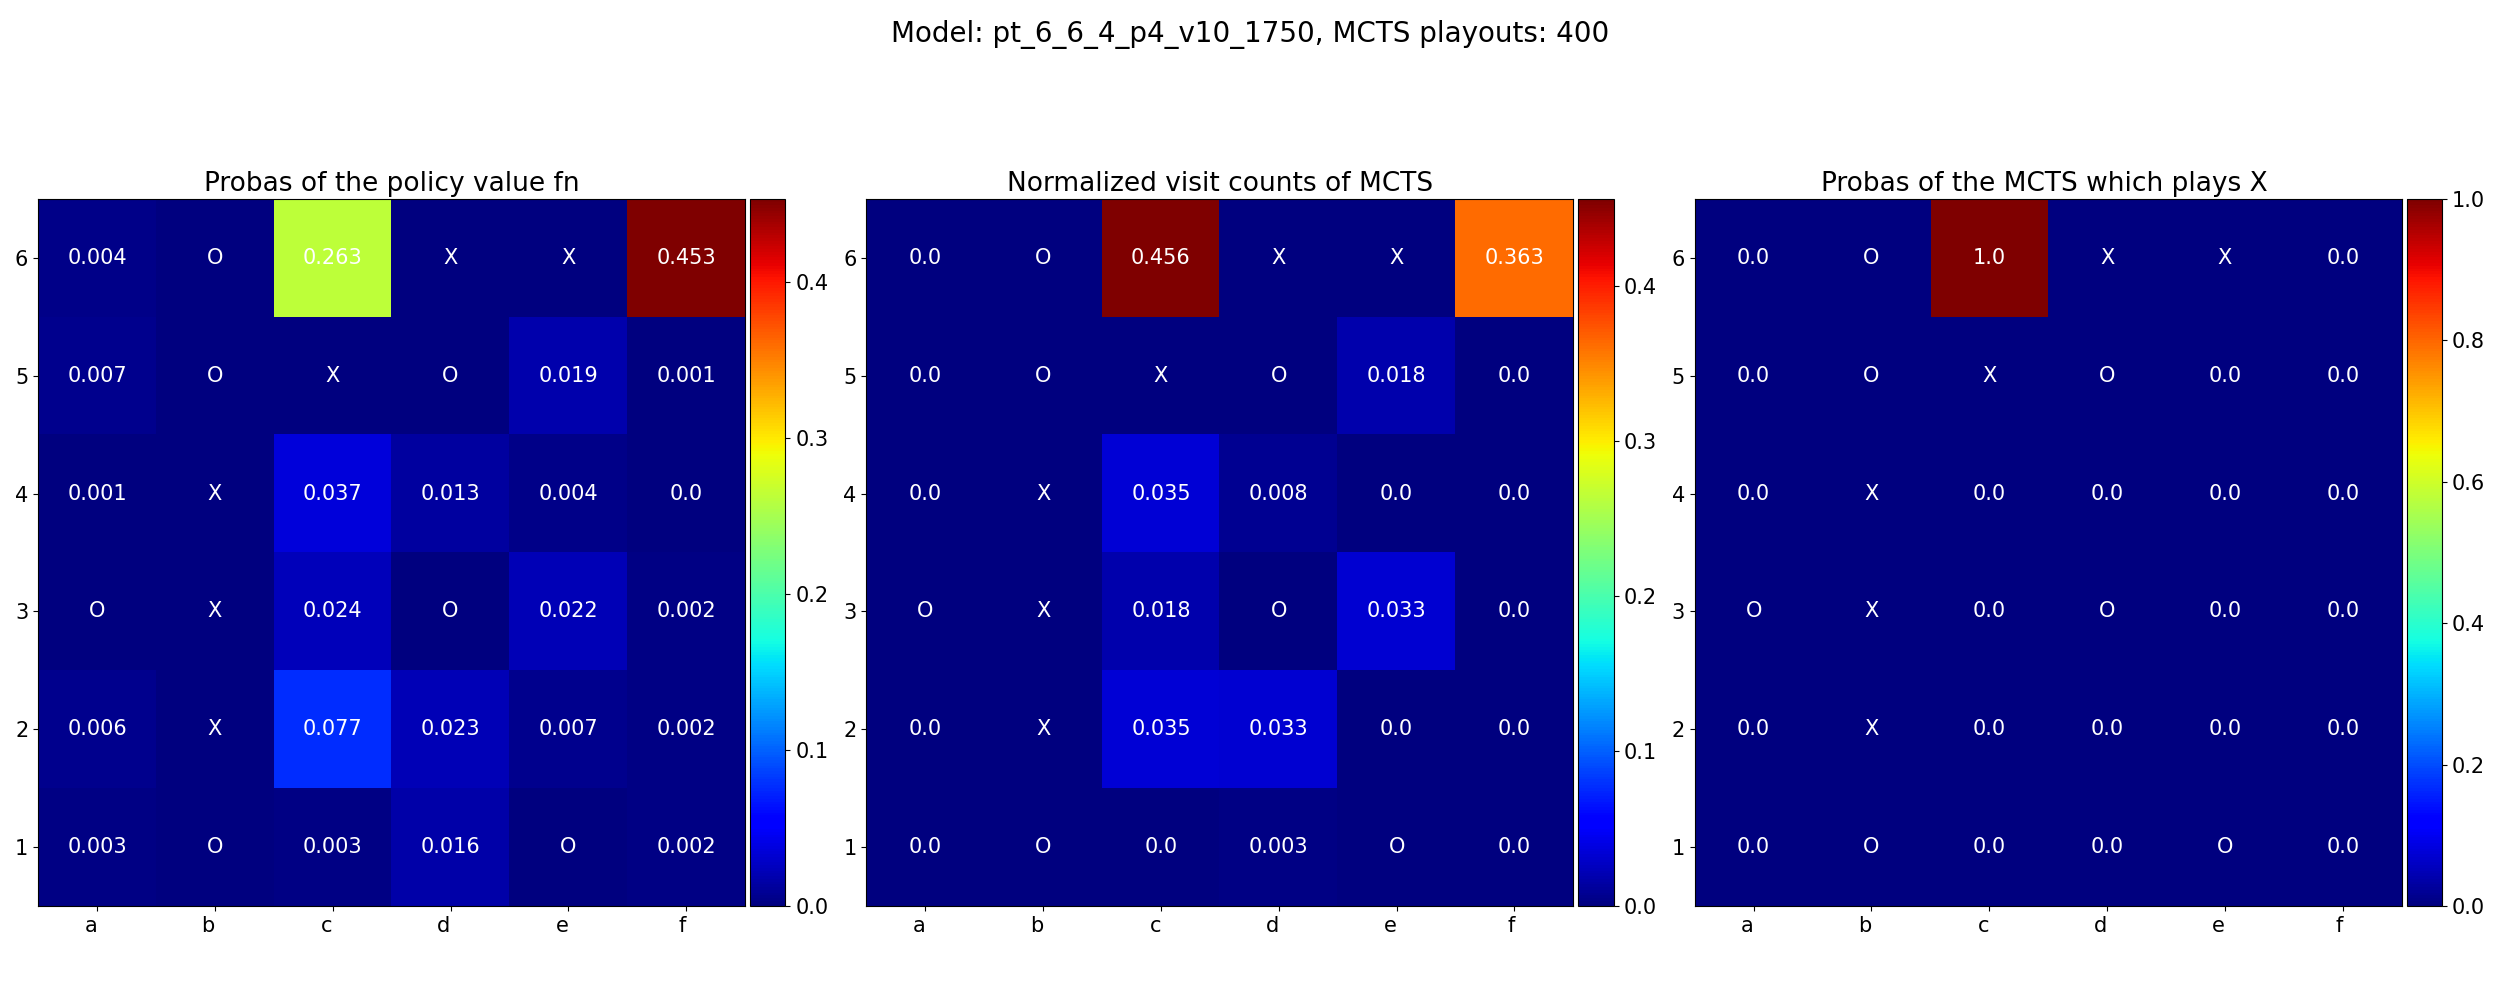 Model: pt_6_6_4_p4_v10_1750, MCTS playouts: 400
Probas of the policy value fn
6 0.004 O 0.263 X X 0.453
5 0.007 O X O 0.019 0.001
4 0.001 X 0.037 0.013 0.004 0.0
3 O X 0.024 O 0.022 0.002
2 0.006 X 0.077 0.023 0.007 0.002
1 0.003 O 0.003 0.016 O 0.002
a b c d e f
0.4
0.3
0.2
0.1
0.0
Normalized visit counts of MCTS
6 0.0 O 0.456 X X 0.363
5 0.0 O X O 0.018 0.0
4 0.0 X 0.035 0.008 0.0 0.0
3 O X 0.018 O 0.033 0.0
2 0.0 X 0.035 0.033 0.0 0.0
1 0.0 O 0.0 0.003 O 0.0
a b c d e f
0.4
0.3
0.2
0.1
0.0
Probas of the MCTS which plays X
6 0.0 O 1.0 X X 0.0
5 0.0 O X O 0.0 0.0
4 0.0 X 0.0 0.0 0.0 0.0
3 O X 0.0 O 0.0 0.0
2 0.0 X 0.0 0.0 0.0 0.0
1 0.0 O 0.0 0.0 O 0.0
a b c d e f
1.0
0.8
0.6
0.4
0.2
0.0